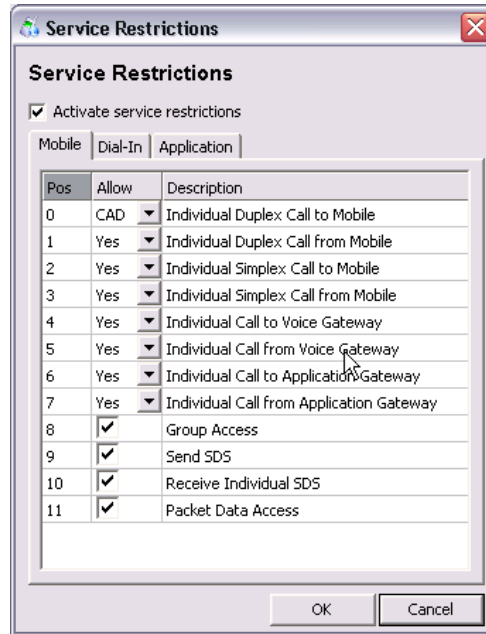 Service Restrictions
Service Restrictions
Activate service restrictions
Mobile Dial-In Application
Pos Allow Description
0 CAD Individual Duplex Call to Mobile
1 Yes Individual Duplex Call from Mobile
2 Yes Individual Simplex Call to Mobile
3 Yes Individual Simplex Call from Mobile
4 Yes Individual Call to Voice Gateway
5 Yes Individual Call from Voice Gateway
6 Yes Individual Call to Application Gateway
7 Yes Individual Call from Application Gateway
8 Group Access
9 Send SDS
10 Receive Individual SDS
11 Packet Data Access
OK Cancel